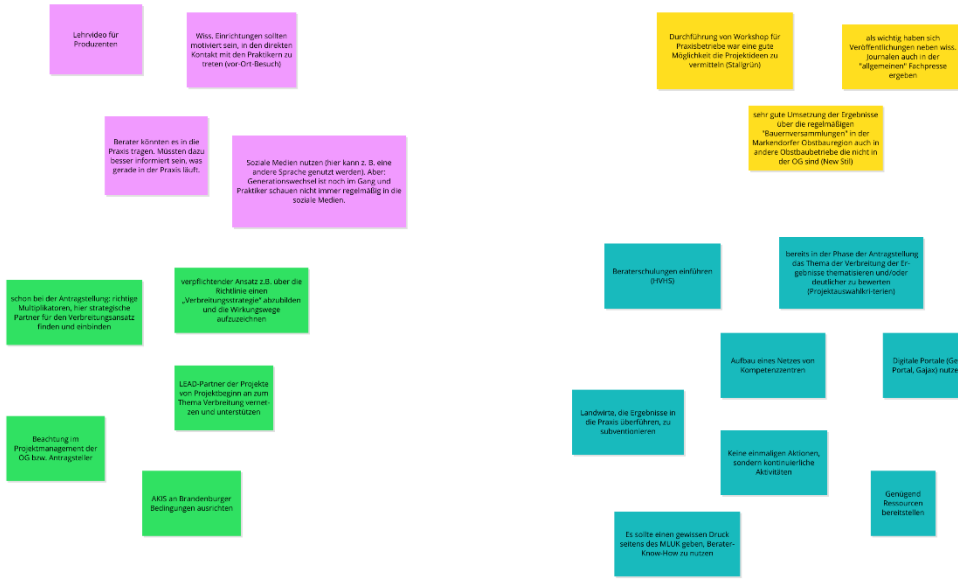 Lehrvideo für
Produzenten
Wiss. Einrichtungen sollten
motiviert sein, in den direkten
Kontakt mit den Praktikern zu
treten (vor-Ort-Besuch)
Berater könnten es in die
Praxis tragen. Müssten dazu
besser informiert sein, was
gerade in der Praxis läuft.
Soziale Medien nutzen (hier kann z. B. eine
andere Sprache genutzt werden). Aber:
Generationswechsel ist noch im Gang und
Praktiker schauen nicht immer regelmäßig in die
soziale Medien.
Durchführung von Workshop für
Praxisbetriebe war eine gute
Möglichkeit die Projektideen zu
vermitteln (Stallgrün)
als wichtig haben sich
Veröffentlichungen neben wiss.
Journalen auch in der
"allgemeinen" Fachpresse
ergeben
sehr gute Umsetzung der Ergebnisse
über die regelmäßigen
"Bauernversammlungen" in der
Markendorfer Obstbauregion auch in
andere Obstbaubetriebe die nicht in
der OG sind (New Stil)
schon bei der Antragstellung: richtige
Multiplikatoren, hier strategische
Partner für den Verbreitungsansatz
finden und einbinden
verpflichtender Ansatz z.B. über die
Richtlinie einen
„Verbreitungsstrategie" abzubilden
und die Wirkungswege
aufzuzeichnen
LEAD-Partner der Projekte
von Projektbeginn an zum
Thema Verbreitung vernet-
zen und unterstützen
Beachtung im
Projektmanagement der
OG bzw. Antragsteller
AKIS an Brandenburger
Bedingungen ausrichten
Beraterschulungen einführen
(HVHS)
bereits in der Phase der Antragstellung
das Thema der Verbreitung der Er-
gebnisse thematisieren und/oder
deutlicher zu bewerten
(Projektauswahlkri-terien)
Aufbau eines Netzes von
Kompetenzzentren
Digitale Portale (Ge
Portal, Gajax) nutze
Landwirte, die Ergebnisse in
die Praxis überführen, zu
subventionieren
Keine einmaligen Aktionen,
sondern kontinuierliche
Aktivitäten
Genügend
Ressourcen
bereitstellen
Es sollte einen gewissen Druck
seitens des MLUK geben, Berater-
Know-How zu nutzen